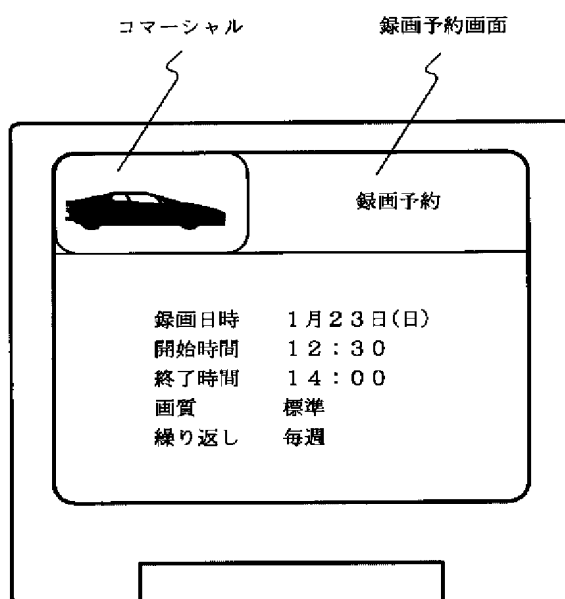 コマーシャル
録画予約画面
録画予約
録画日時 1月23日(日)
開始時間 12:30
終了時間 14:00
画質 標準
繰り返し 毎週